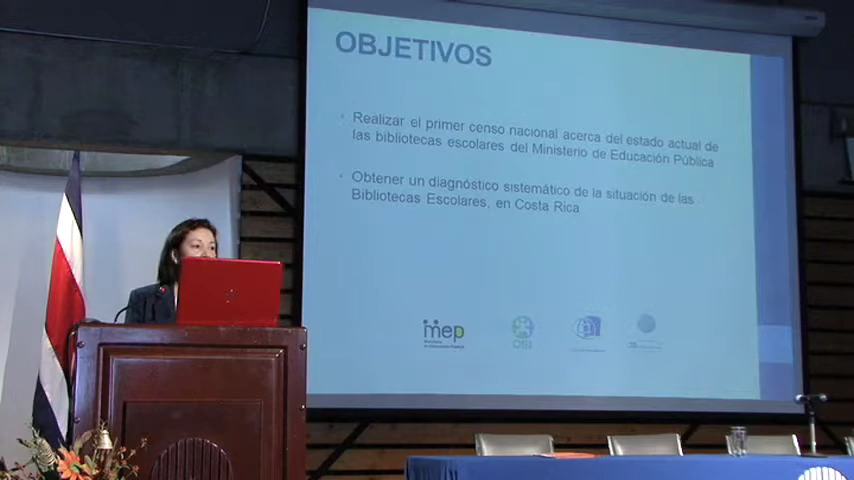 OBJETIVOS
Realizar el primer censo nacional acerca del estado actual de
las bibliotecas escolares del Ministerio de Educación Pública
Obtener un diagnóstico sistemático de la situación de las
Bibliotecas Escolares, en Costa Rica
mep